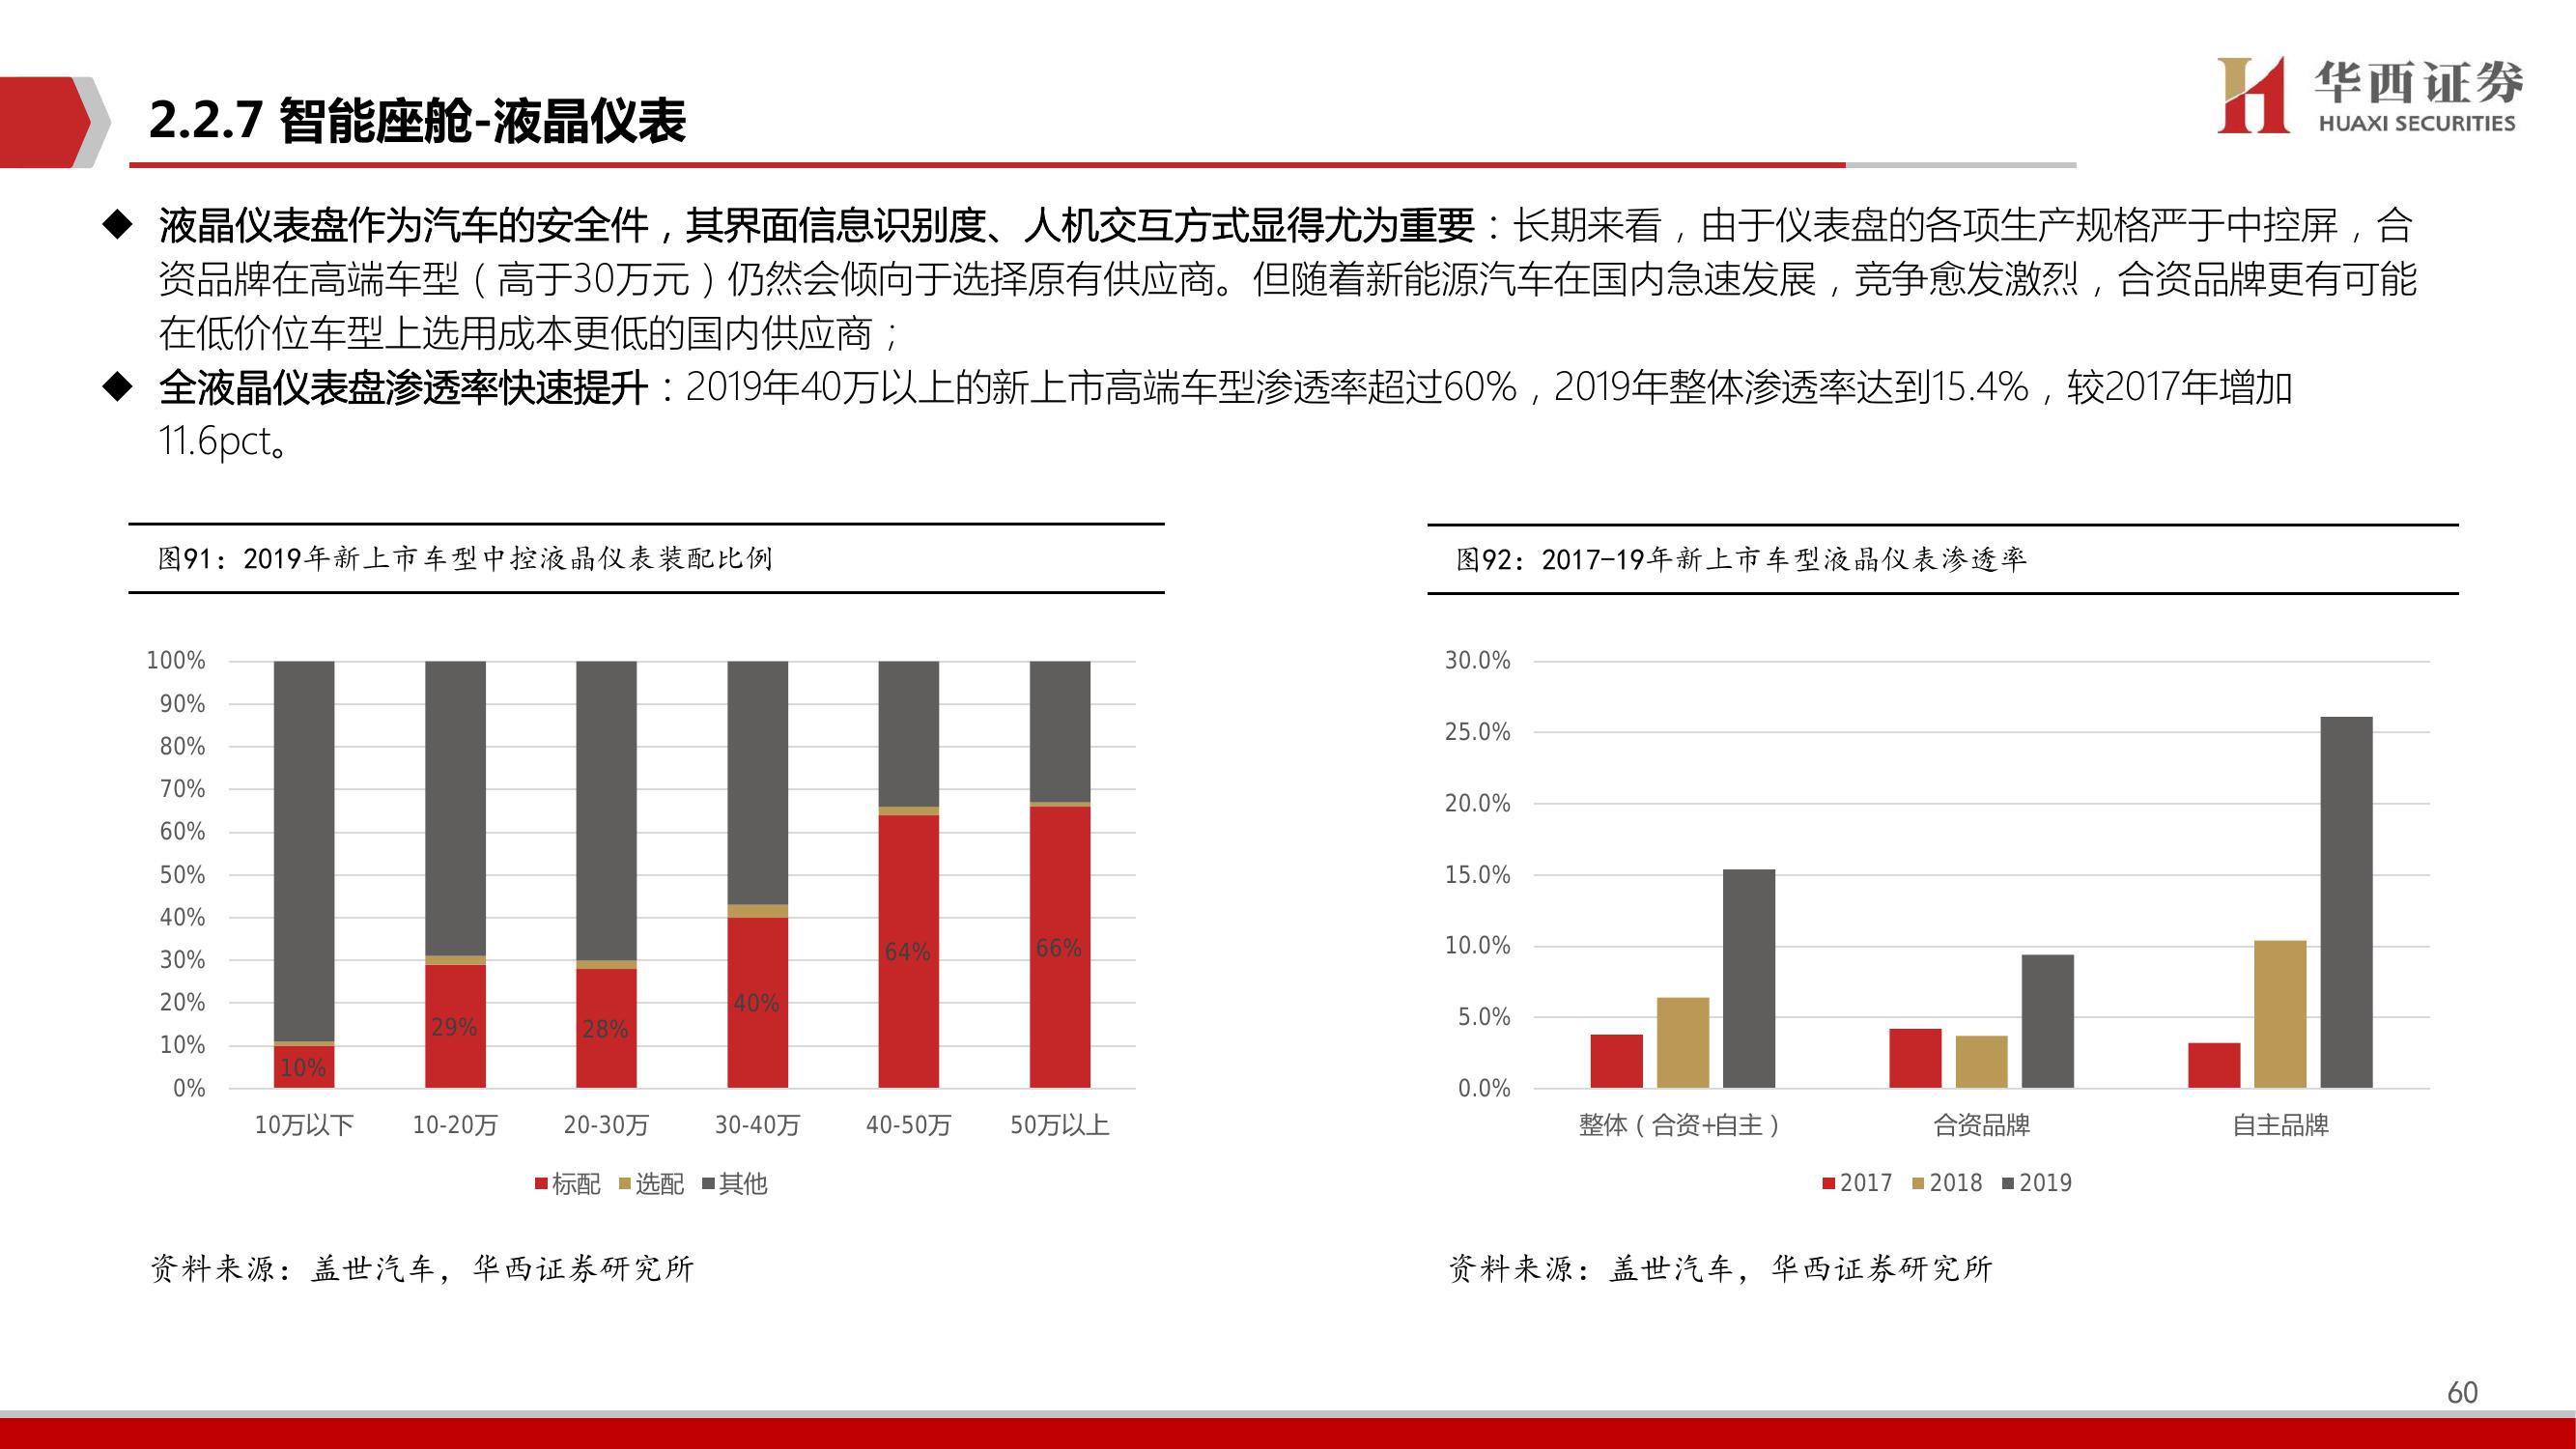 华西证券
HUAXI SECURITIES
2.2.7 智能座舱-液晶仪表
◆ 液晶仪表盘作为汽车的安全件，其界面信息识别度、人机交互方式显得尤为重要：长期来看，由于仪表盘的各项生产规格严于中控屏，合
资品牌在高端车型（高于30万元）仍然会倾向于选择原有供应商。但随着新能源汽车在国内急速发展，竞争愈发激烈，合资品牌更有可能
在低价位车型上选用成本更低的国内供应商；
◆ 全液晶仪表盘渗透率快速提升：2019年40万以上的新上市高端车型渗透率超过60%，2019年整体渗透率达到15.4%，较2017年增加
11.6pct。
图91：2019年新上市车型中控液晶仪表装配比例
100%
90%
80%
70%
60%
50%
40%
30%
20%
10%
0%
10%
29%
28%
40%
64%
66%
10万以下 10-20万 20-30万 30-40万 40-50万 50万以上
标配 选配 其他
资料来源：盖世汽车，华西证券研究所
图92：2017-19年新上市车型液晶仪表渗透率
30.0%
25.0%
20.0%
15.0%
10.0%
5.0%
0.0%
整体（合资+自主） 合资品牌 自主品牌
2017 2018 2019
资料来源：盖世汽车，华西证券研究所
60